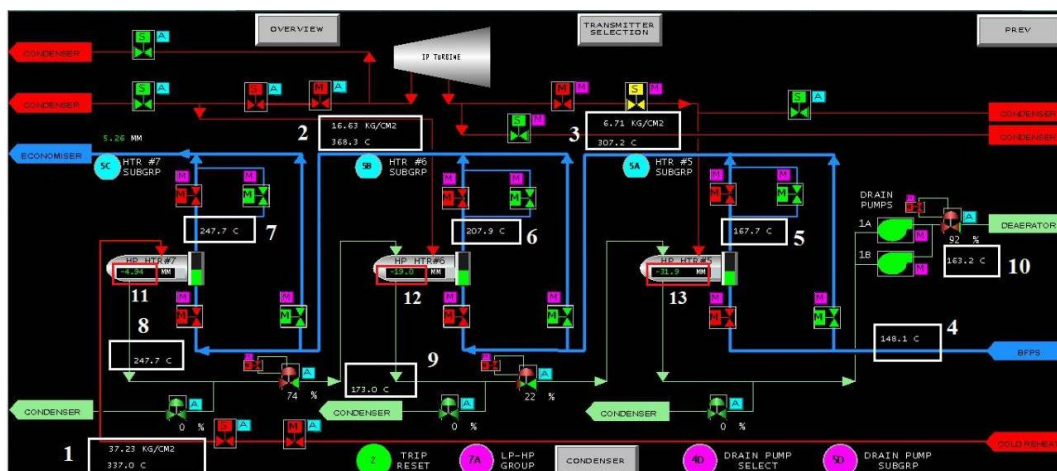 OVERVIEW
TRANSMITTER
SELECTION
PREV
S A
CONDENSER
IP TURBINE
S A
S A
M A
M M
S M
S A
CONDENSER
CONDENSER
CONDENSER
S M
2
16.63 KG/CM2
368.3 C
3
6.71 KG/CM2
307.2 C
5.26 MM
ECONOMISER
5C
HTR #7
SUBGRP
5B
HTR #6
SUBGRP
5A
HTR #5
SUBGRP
M
M
M
M
M
M
M
M
M
M
M
M
DRAIN
PUMPS
1A
M
1B
M
A
92 %
DEAERATOR
247.7 C
7
207.9 C
6
167.7 C
5
163.2 C
10
HP HTR#7
-4.94 MM
11
HP HTR#6
-19.0 MM
12
HP HTR#5
-31.9 MM
13
M
M
M
M
M
M
M
M
M
M
M
M
8
247.7 C
4
148.1 C
BFPS
9
173.0 C
A
74 %
A
22 %
CONDENSER
A
0 %
CONDENSER
A
0 %
CONDENSER
A
0 %
S A
M A
COLD REHEAT
1
37.23 KG/CM2
337.0 C
2
TRIP
RESET
7A
LP-HP
GROUP
CONDENSER
4D
DRAIN PUMP
SELECT
5D
DRAIN PUMP
SUBGRP